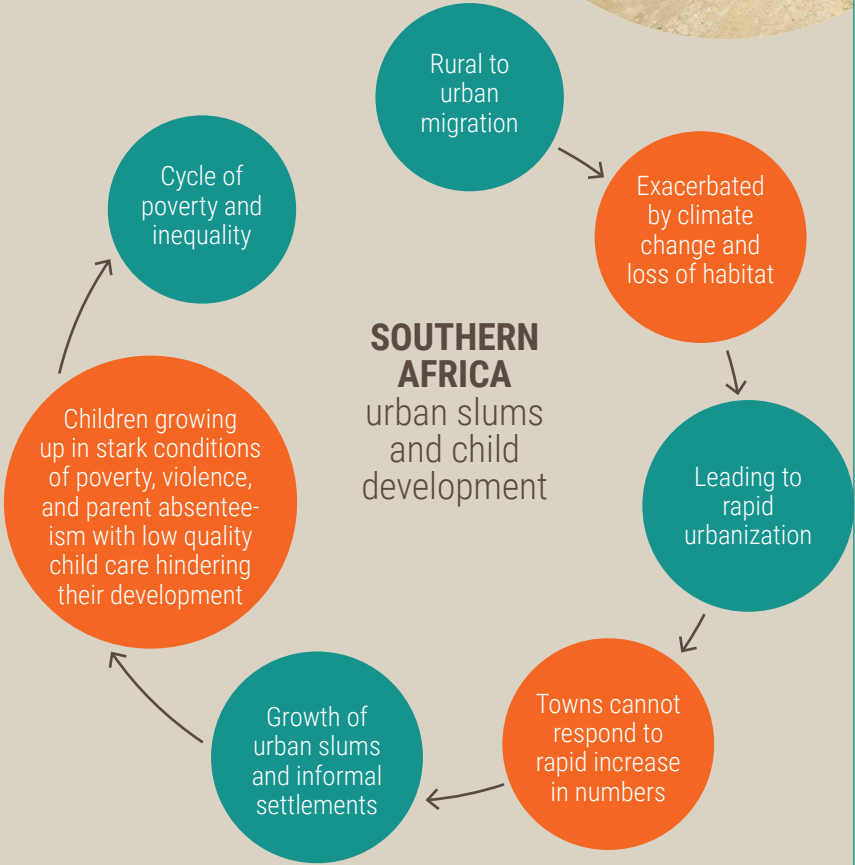 Rural to
urban
migration
Exacerbated
by climate
change and
loss of habitat
Leading to
rapid
urbanization
Towns cannot
respond to
rapid increase
in numbers
Growth of
urban slums
and informal
settlements
Children growing
up in stark conditions
of poverty, violence,
and parent absentee-
ism with low quality
child care hindering
their development
Cycle of
poverty and
inequality
SOUTHERN
AFRICA
urban slums
and child
development